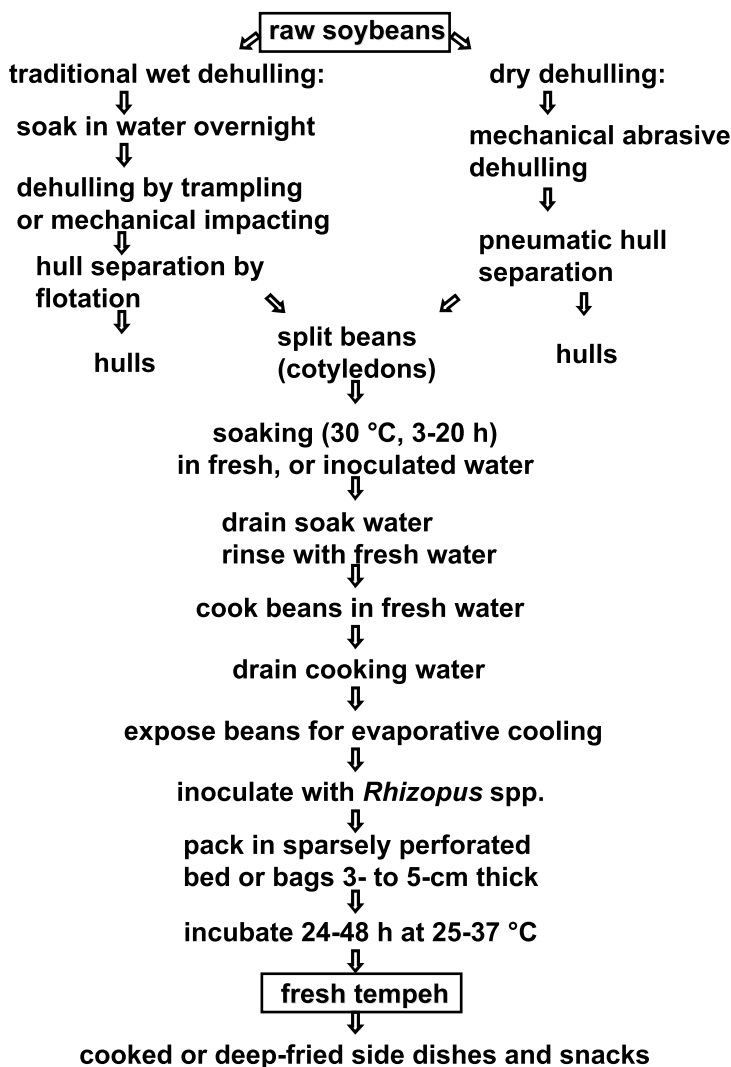 raw soybeans
traditional wet dehulling:
soak in water overnight
dehulling by trampling
or mechanical impacting
hull separation by
flotation
hulls
dry dehulling:
mechanical abrasive
dehulling
pneumatic hull
separation
hulls
split beans
(cotyledons)
soaking (30 °C, 3-20 h)
in fresh, or inoculated water
drain soak water
rinse with fresh water
cook beans in fresh water
drain cooking water
expose beans for evaporative cooling
inoculate with Rhizopus spp.
pack in sparsely perforated
bed or bags 3- to 5-cm thick
incubate 24-48 h at 25-37 °C
fresh tempeh
cooked or deep-fried side dishes and snacks